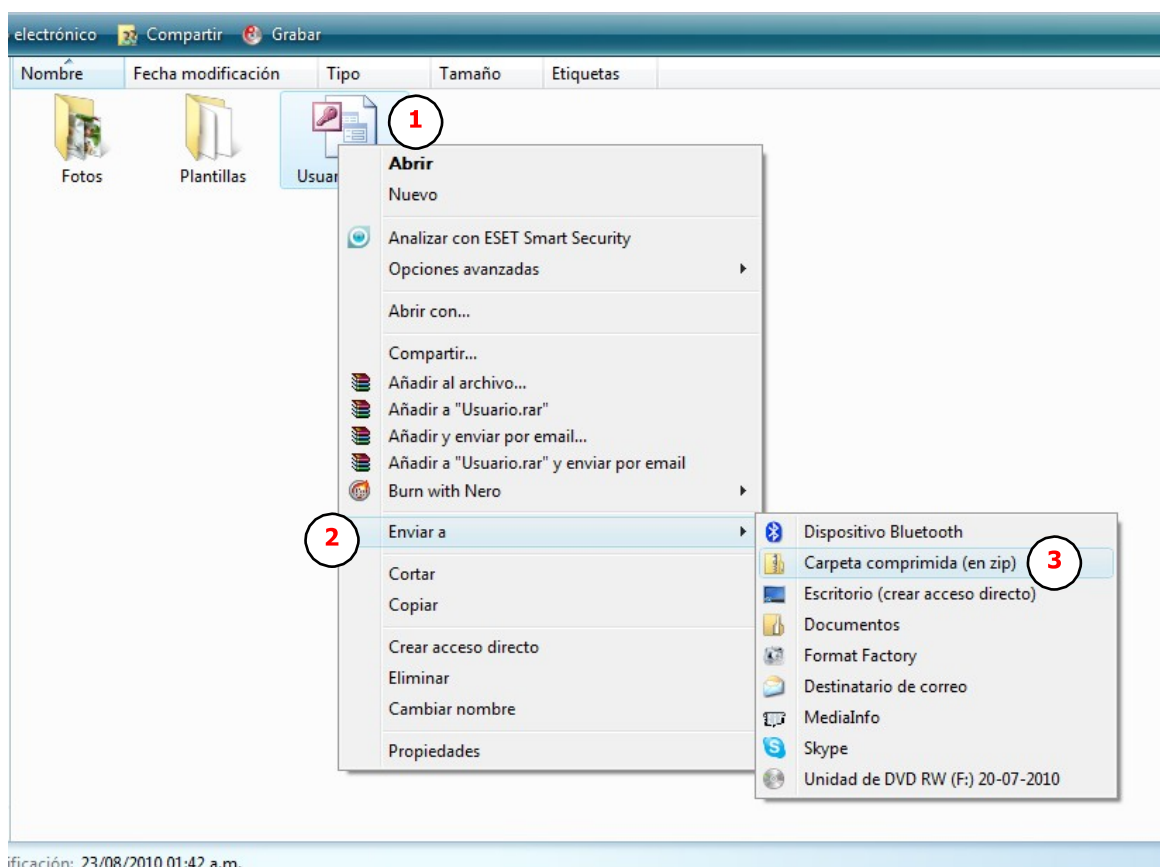 electrónico Compartir Grabar
Nombre Fecha modificación Tipo Tamaño Etiquetas
1
Fotos Plantillas
Abrir
Nuevo
Analizar con ESET Smart Security
Opciones avanzadas
Abrir con...
Compartir...
Añadir al archivo...
Añadir a "Usuario.rar"
Añadir y enviar por email...
Añadir a "Usuario.rar" y enviar por email
Burn with Nero
2
Enviar a
Cortar
Copiar
Crear acceso directo
Eliminar
Cambiar nombre
Propiedades
Dispositivo Bluetooth
Carpeta comprimida (en zip)
3
Escritorio (crear acceso directo)
Documentos
Format Factory
Destinatario de correo
MediaInfo
Skype
Unidad de DVD RW (F:) 20-07-2010
23/08/2010 01:42 a.m.